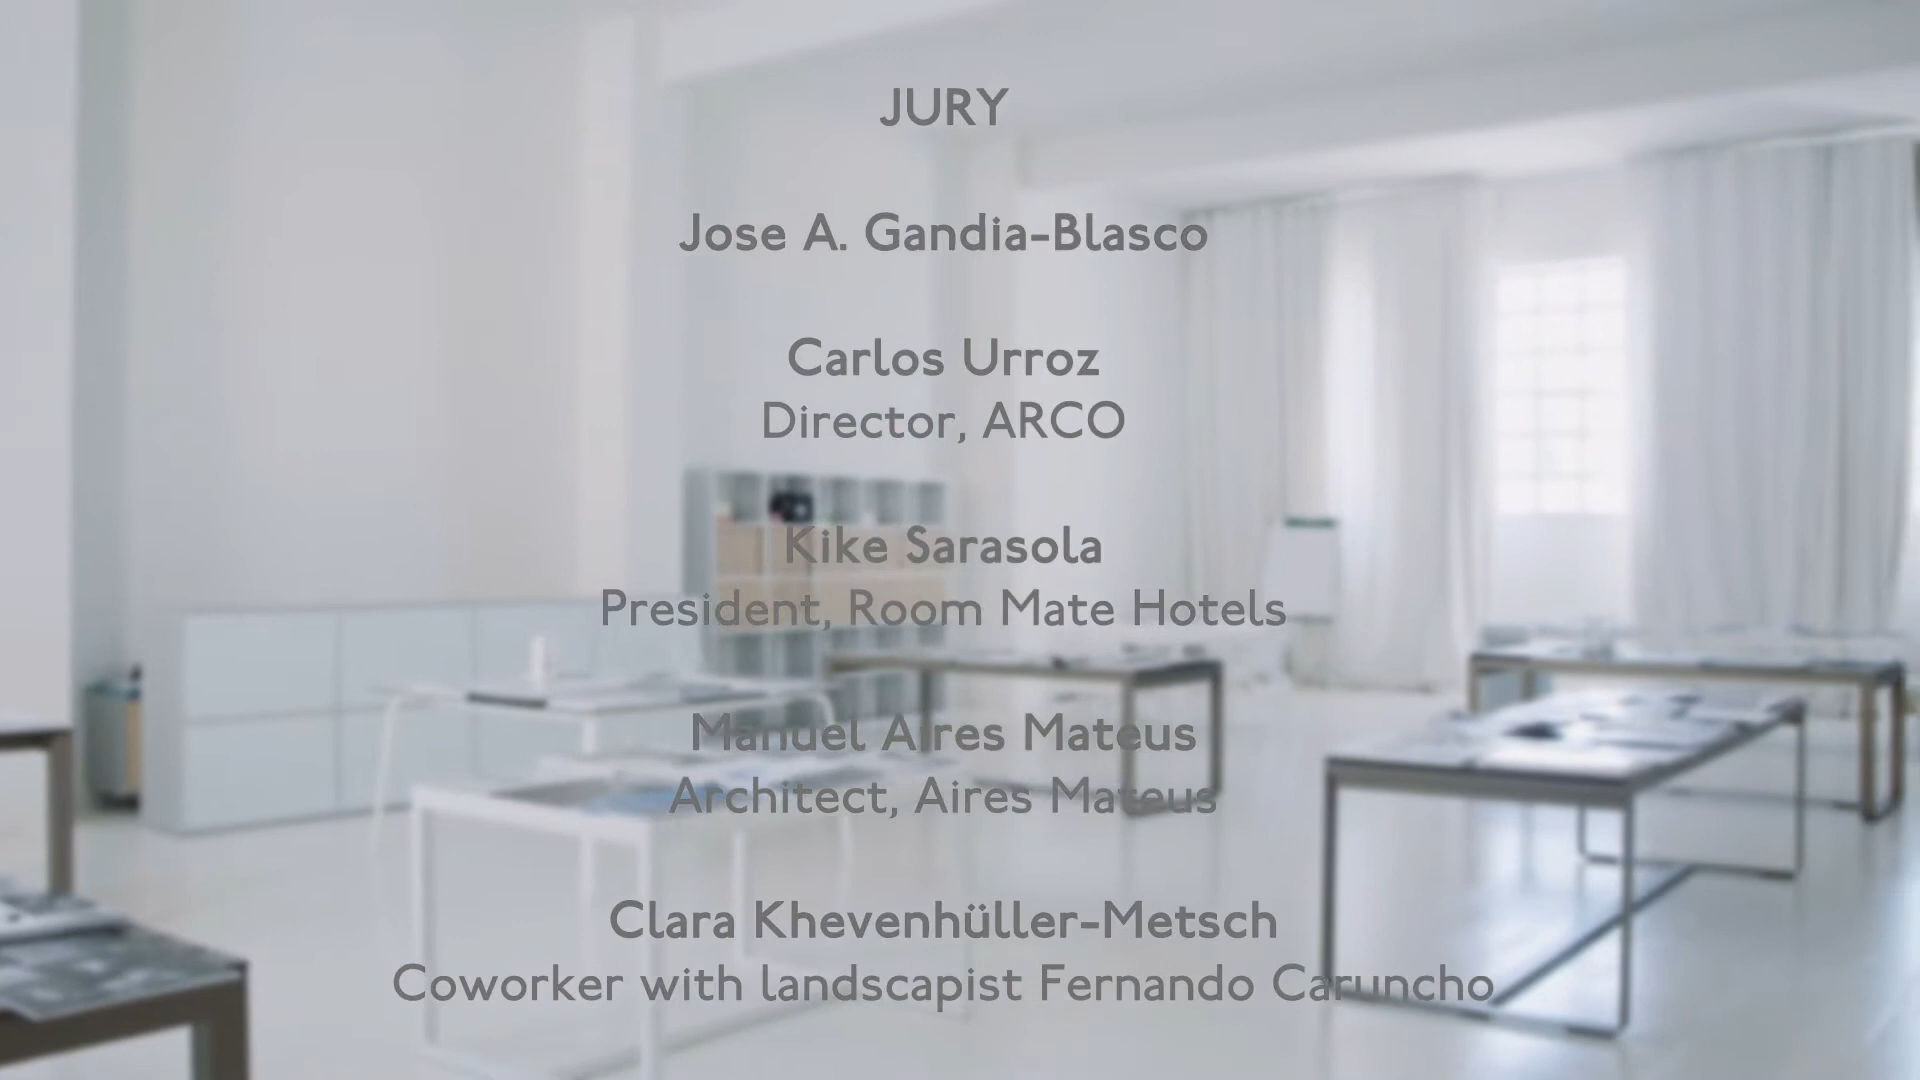 JURY
Jose A. Gandia-Blasco
Carlos Urroz
Director, ARCO
Kike Sarasola
President, Room Mate Hotels
Manuel Aires Mateus
Architect, Aires Mateus
Clara Khevenhüller-Metsch
Coworker with landscapist Fernando Caruncho